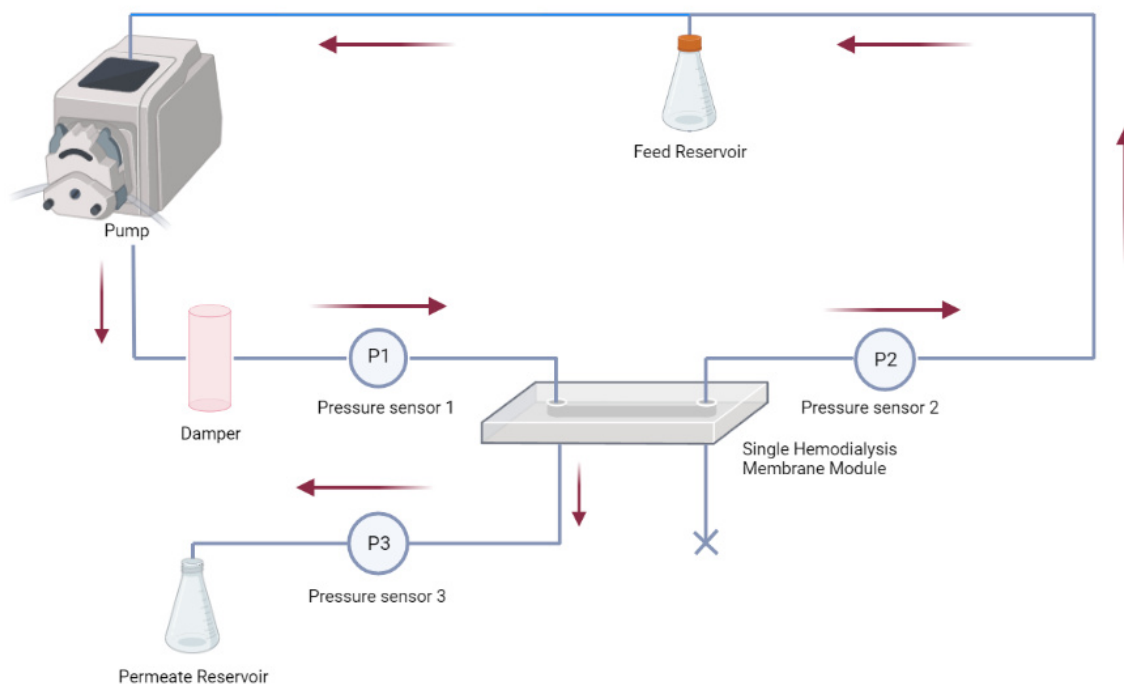 Feed Reservoir
Pump
P1
P2
Pressure sensor 1
Pressure sensor 2
Damper
Single Hemodialysis
Membrane Module
P3
Pressure sensor 3
Permeate Reservoir